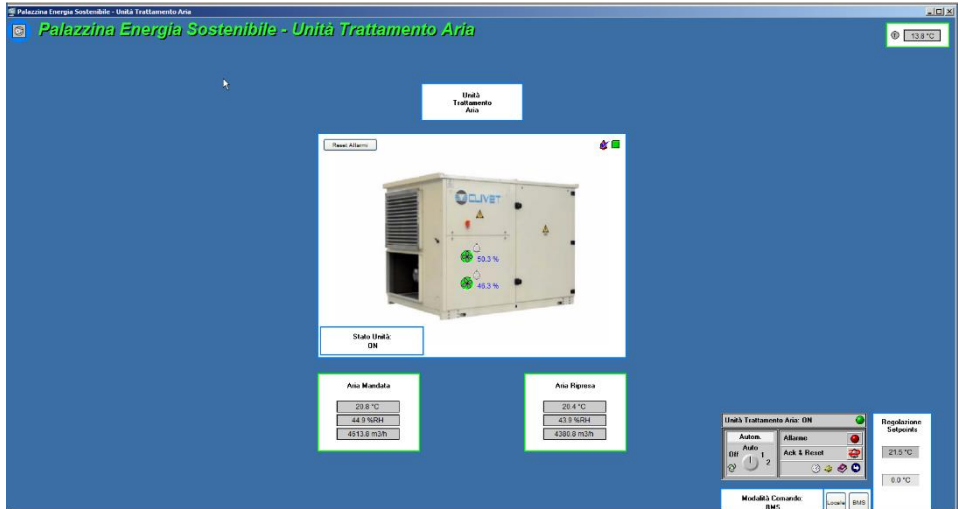 Palazzina Energia Sostenibile - Unità Trattamento Aria
Palazzina Energia Sostenibile - Unità Trattamento Aria
13.8 °C
Unità
Trattamento
Aria
Reset Allarmi
CLIVET
50.3 %
46.3 %
Stato Unità:
ON
Aria Mandata
20.8 °C
44.9 %RH
4613.8 m3/h
Aria Ripresa
20.4 °C
43.9 %RH
4380.8 m3/h
Unità Trattamento Aria: ON
Autom.
Allarme
Off
Auto
1
2
Ack & Reset
Regolazione
Setpoints
21.5 °C
0.0 °C
Modalità Comando:
BMS
Locale
BMS